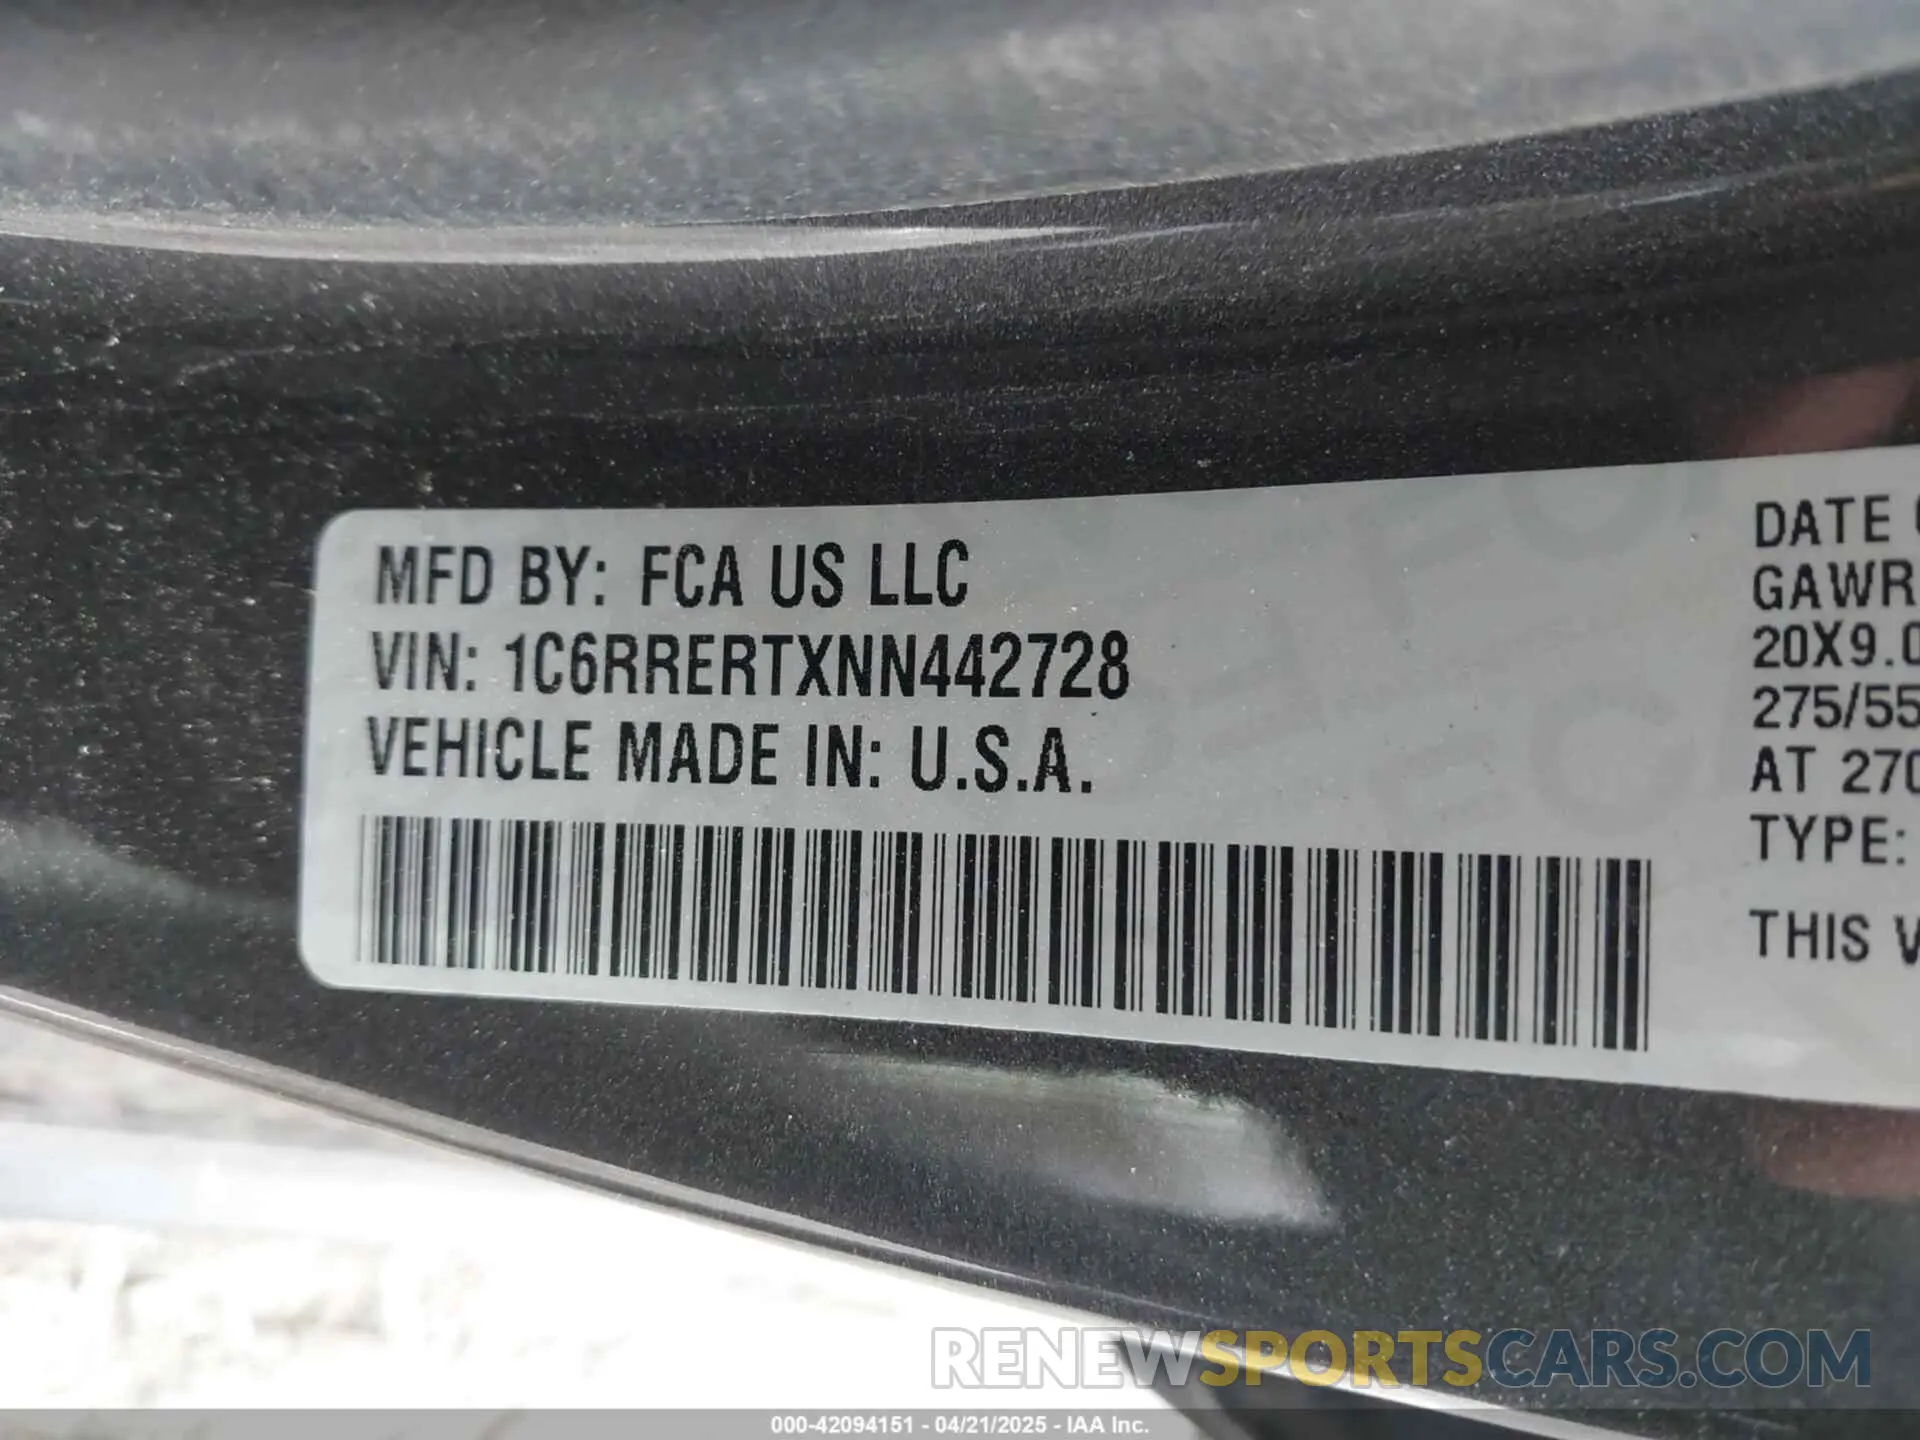 MFD BY: FCA US LLC
VIN: 1C6RRERTXNN442728
VEHICLE MADE IN: U.S.A.
DATE
GAWR
20X9.0
275/55
AT 270
TYPE:
THIS
RENEWSPORTSCARS.COM
000-42094151 - 04/21/2025 - IAA Inc.